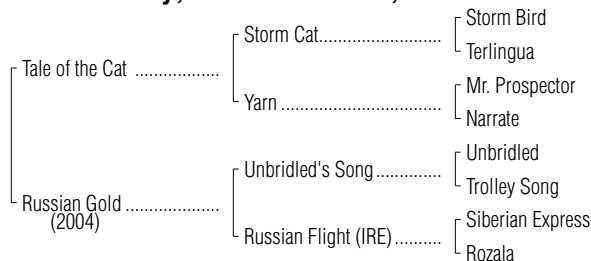 Storm Bird
Storm Cat
Terlingua
Tale of the Cat
Mr. Prospector
Yarn
Narrate
Unbridled
Unbridled's Song
Trolley Song
Russian Gold
(2004)
Siberian Express
Russian Flight (IRE)
Rozala